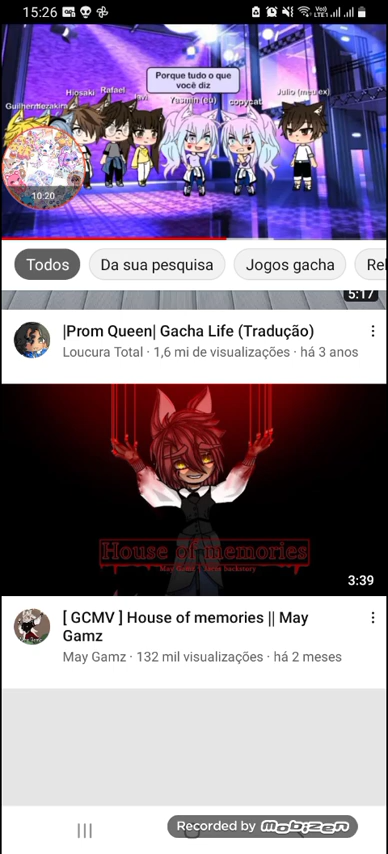 15:26
Porque tudo o que
você diz
Hiosaki
Rafael
Javi
Yasmin (eu)
copycat
Julio (meu ex)
10:20
Todos
Da sua pesquisa
Jogos gacha
Rel
5:17
|Prom Queen| Gacha Life (Tradução)
Loucura Total · 1,6 mi de visualizações · há 3 anos
House of memories
3:39
[ GCMV ] House of memories || May
Gamz
May Gamz · 132 mil visualizações · há 2 meses
Recorded by Mobizen